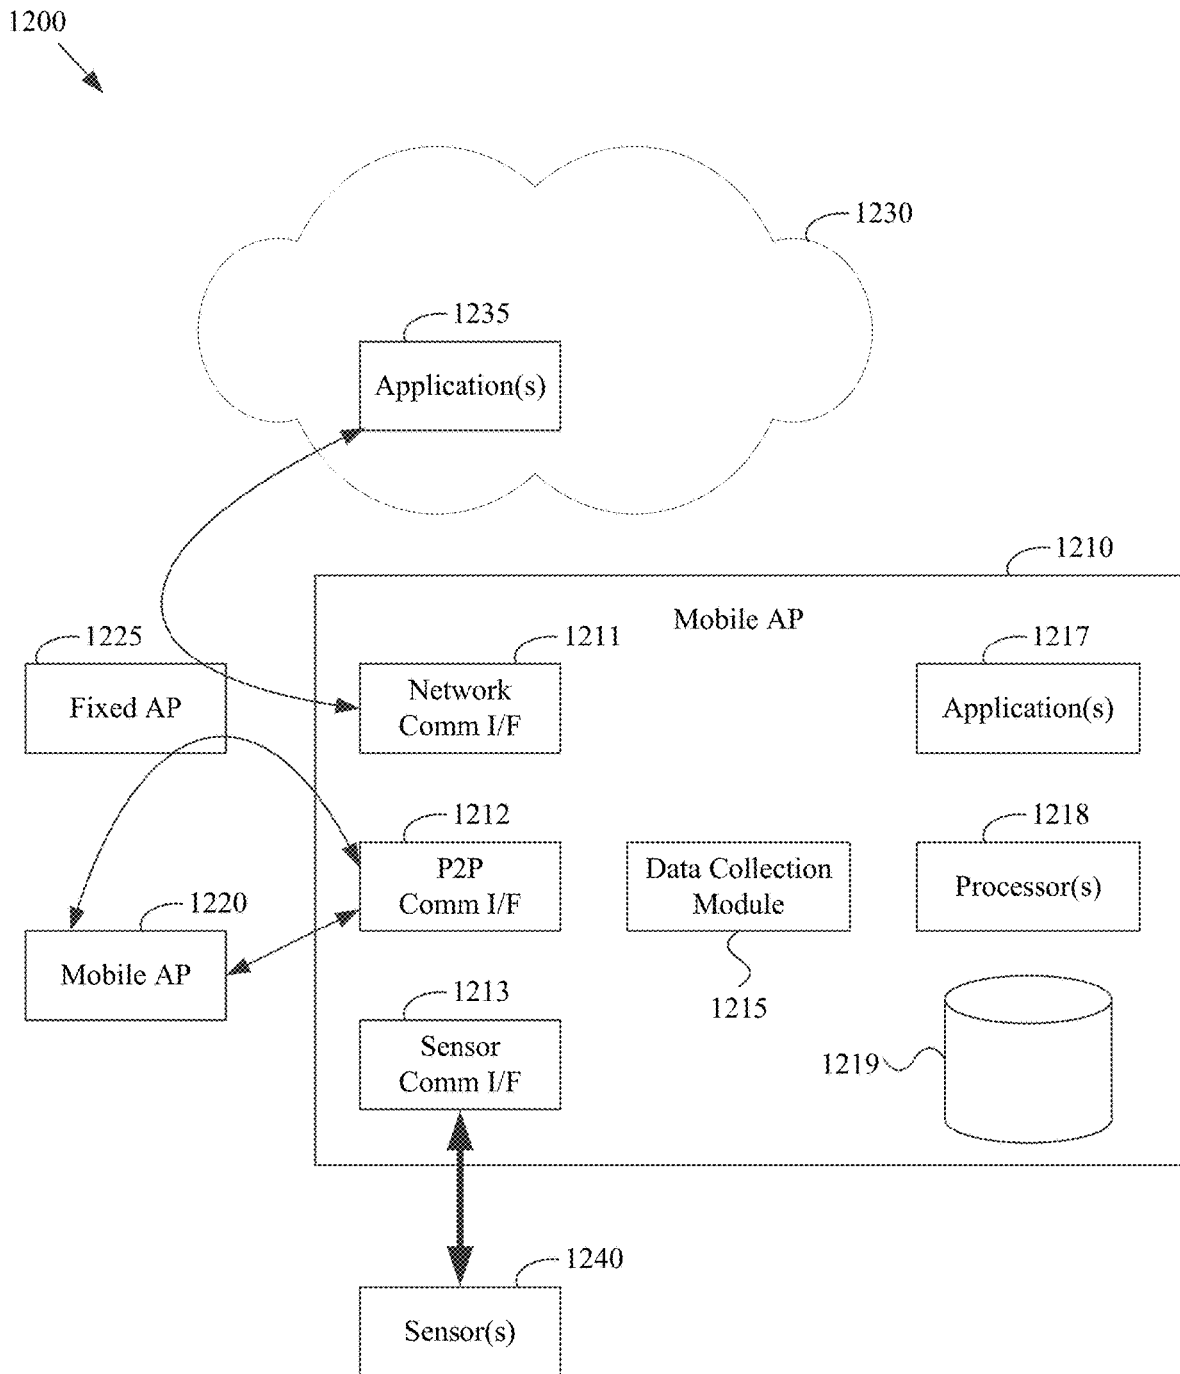 1200
1230
1235
Application(s)
1210
Mobile AP
1225
Fixed AP
1211
Network
Comm I/F
1217
Application(s)
1212
P2P
Comm I/F
Data Collection
Module
1215
1218
Processor(s)
1220
Mobile AP
1213
Sensor
Comm I/F
1219
1240
Sensor(s)